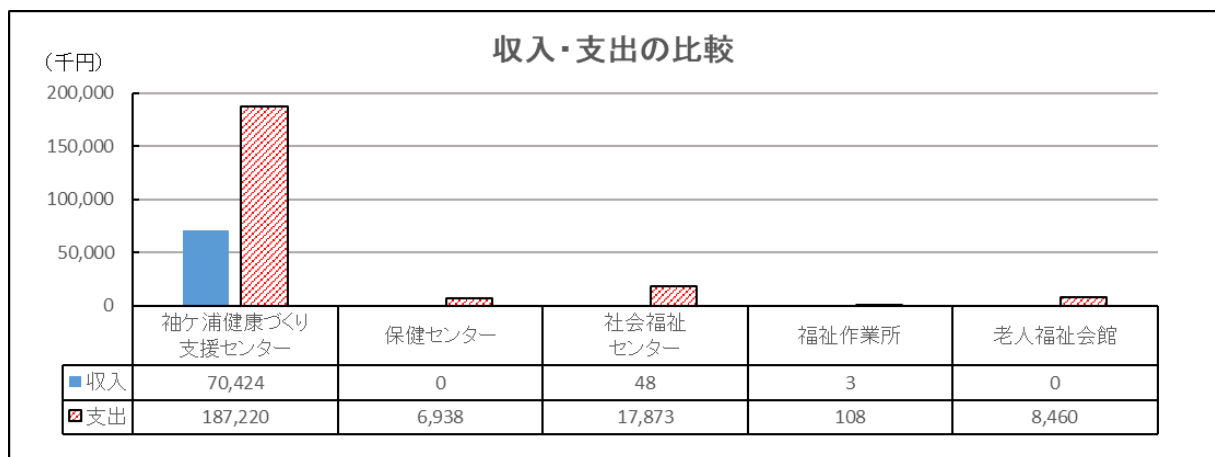 収入・支出の比較
(千円)
200,000
150,000
100,000
50,000
0
袖ケ浦健康づくり
支援センター
保健センター
社会福祉
センター
福祉作業所
老人福祉会館
収入 70,424 0 48 3 0
支出 187,220 6,938 17,873 108 8,460